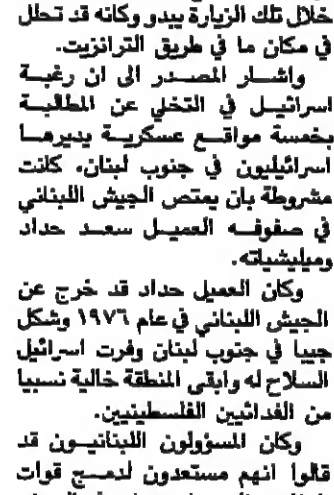 خلال تلك الزيارة يبدو وكأنه قد تحلل
في مكان ما في طريق الترانزيت.
واشار المصدر الى ان رغبة
اسرائيل في التخلي عن المطالبة
بخمسة مواقع عسكرية يديرها
اسرائيليون في جنوب لبنان، كانت
مشروطة بان يمتص الجيش اللبناني
في صفوفه العميل سعد حداد
وميليشياته.
وكان العميل حداد قد خرج عن
الجيش اللبناني في عام ١٩٧٦ وشكل
جيبا في جنوب لبنان وفرت اسرائيل
السلاح له وابقى المنطقة خالية نسبيا
من الفدائيين الفلسطينيين.
وكان المسؤولون اللبنانيون قد
قالوا انهم مستعدون لدمج قوات